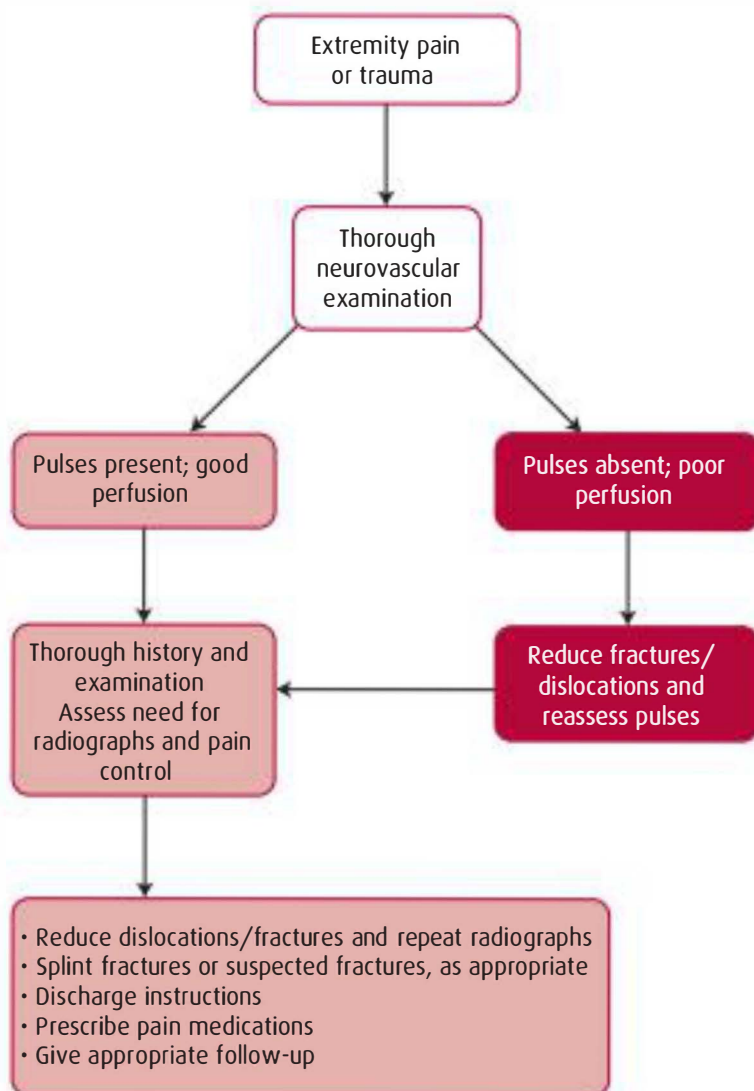 Extremity pain
or trauma
Thorough
neurovascular
examination
Pulses present; good
perfusion
Pulses absent; poor
perfusion
Thorough history and
examination
Assess need for
radiographs and pain
control
Reduce fractures/
dislocations and
reassess pulses
• Reduce dislocations/fractures and repeat radiographs
• Splint fractures or suspected fractures, as appropriate
• Discharge instructions
• Prescribe pain medications
• Give appropriate follow-up